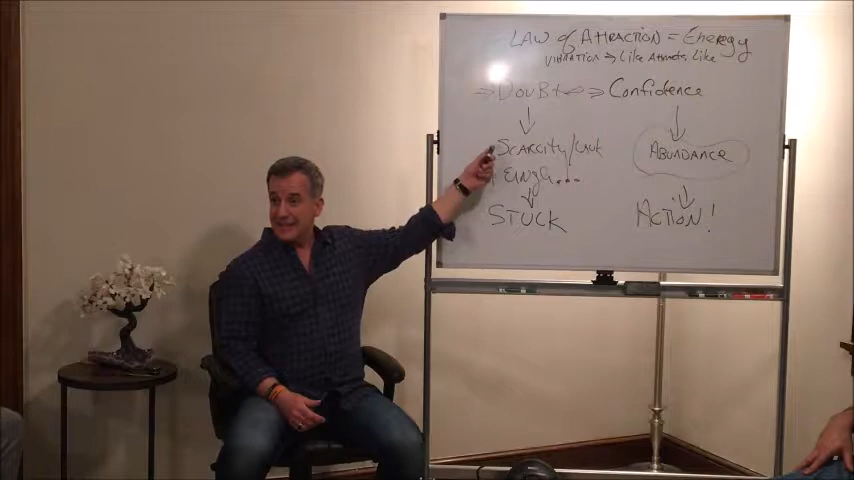 LAW of ATTRACTION = Energy
VIBRATION => Like Attracts Like
=> DOUBT <= => Confidence
SCARCITY/LACK ABUNDANCE
STUCK ACTION!